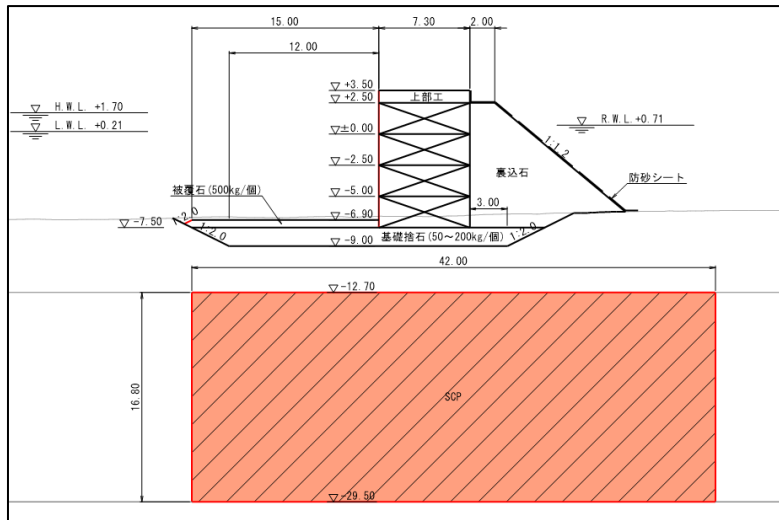 15.00
7.30
2.00
12.00
▽ +3.50
▽ +2.50
上部工
▽ H.W.L. +1.70
▽ L.W.L. +0.21
▽ R.W.L.+0.71
▽±0.00
1:1.2
▽ -2.50
裏込石
防砂シート
被覆石(500kg/個)
▽ -5.00
3.00
▽ -6.90
▽ -7.50
1:2.0
1:2.0
基礎捨石(50～200kg/個)
1:2.0
▽ -9.00
42.00
▽-12.70
16.80
SCP
▽-29.50